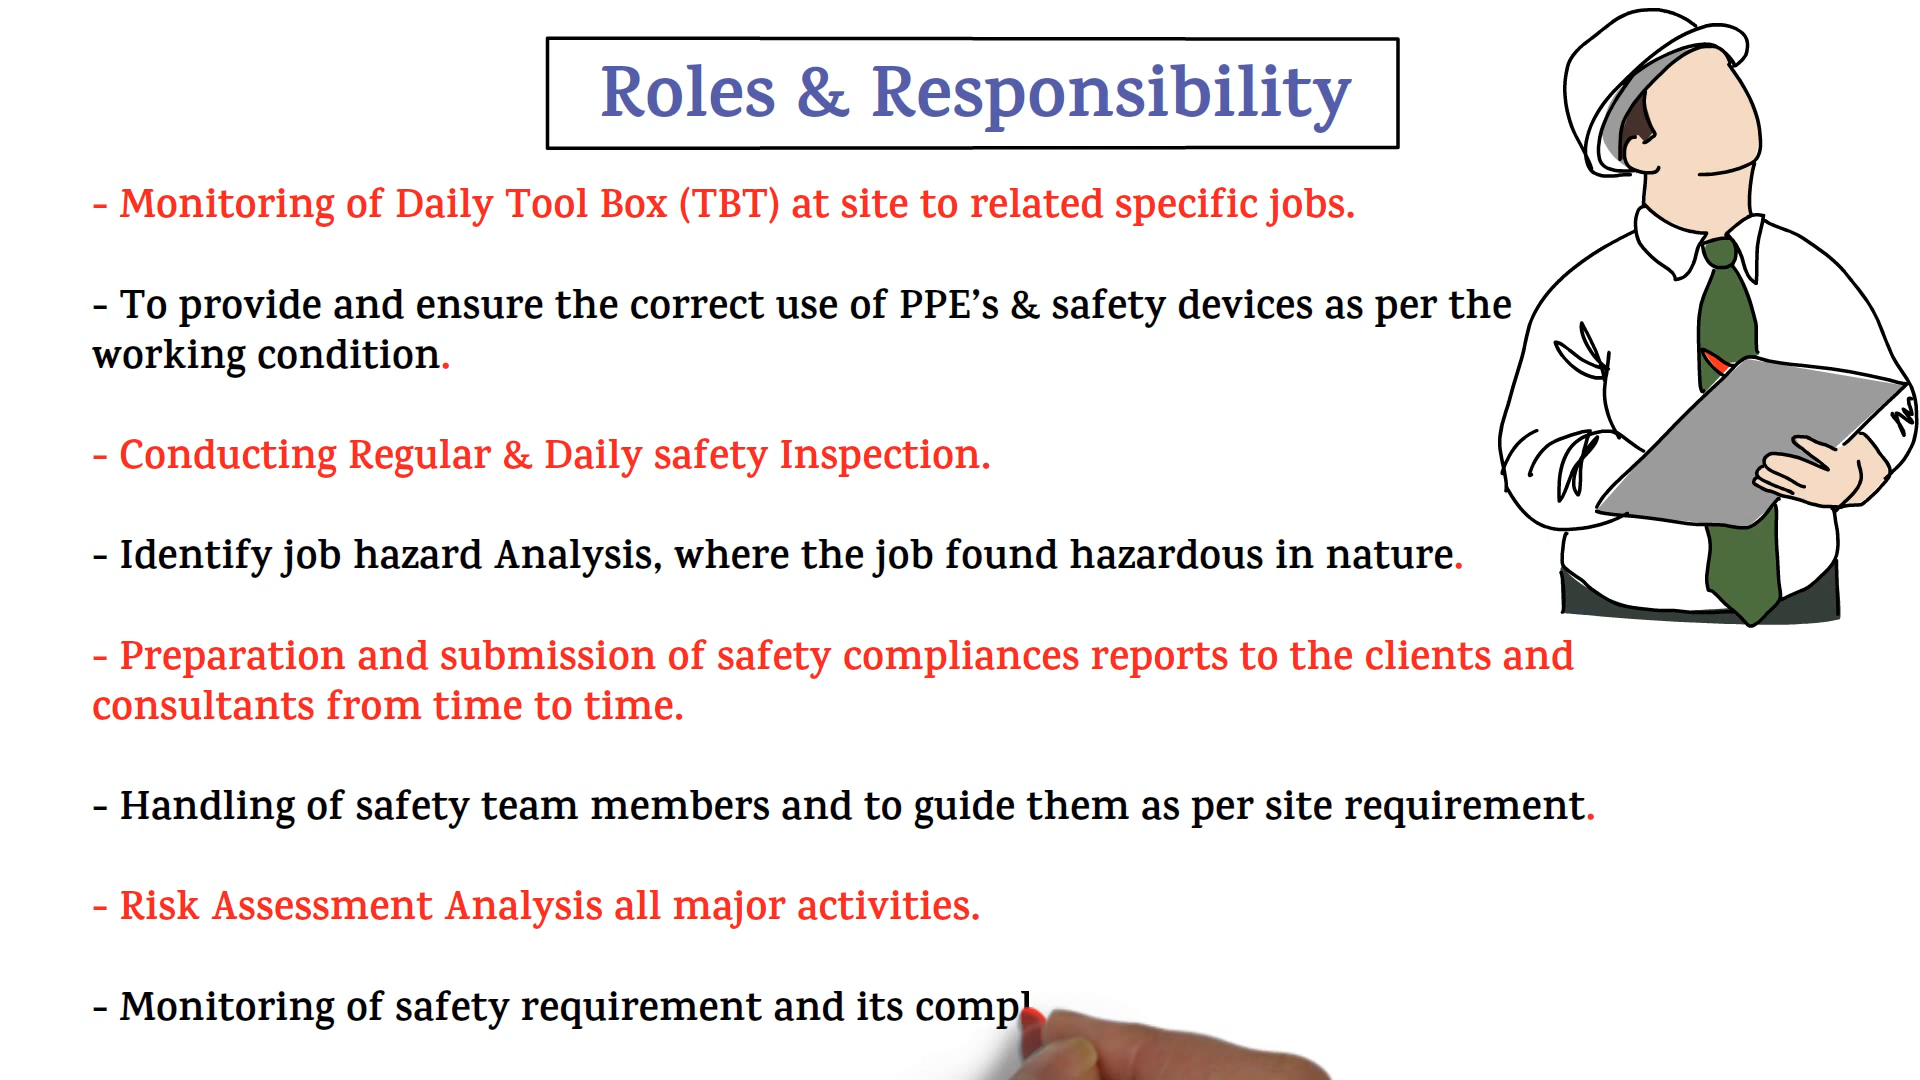 Roles & Responsibility
- Monitoring of Daily Tool Box (TBT) at site to related specific jobs.
- To provide and ensure the correct use of PPE’s & safety devices as per the
working condition.
- Conducting Regular & Daily safety Inspection.
- Identify job hazard Analysis, where the job found hazardous in nature.
- Preparation and submission of safety compliances reports to the clients and
consultants from time to time.
- Handling of safety team members and to guide them as per site requirement.
- Risk Assessment Analysis all major activities.
- Monitoring of safety requirement and its compl